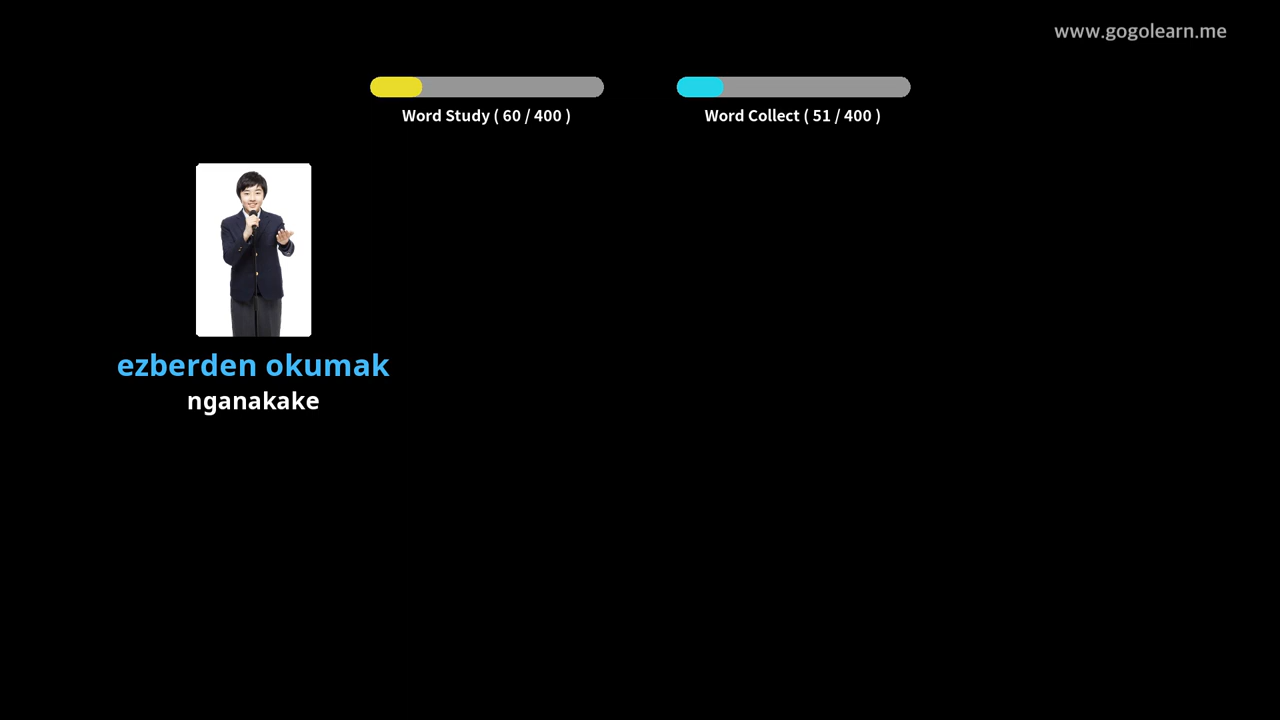 www.gogolearn.me
Word Study ( 60 / 400 )
Word Collect ( 51 / 400 )
ezberden okumak
nganakake